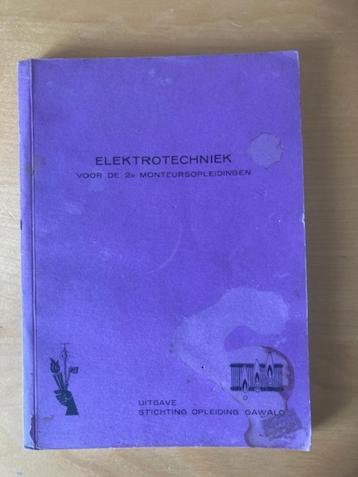 ELEKTROTECHNIEK
VOOR DE 2e MONTEURSOPLEIDINGEN
UITGAVE
STICHTING OPLEIDING GAWALO